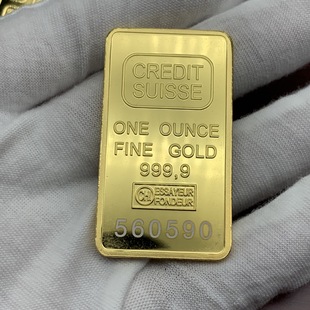 CREDIT
SUISSE
ONE OUNCE
FINE GOLD
999,9
ESSAYEUR
FONDEUR
560590